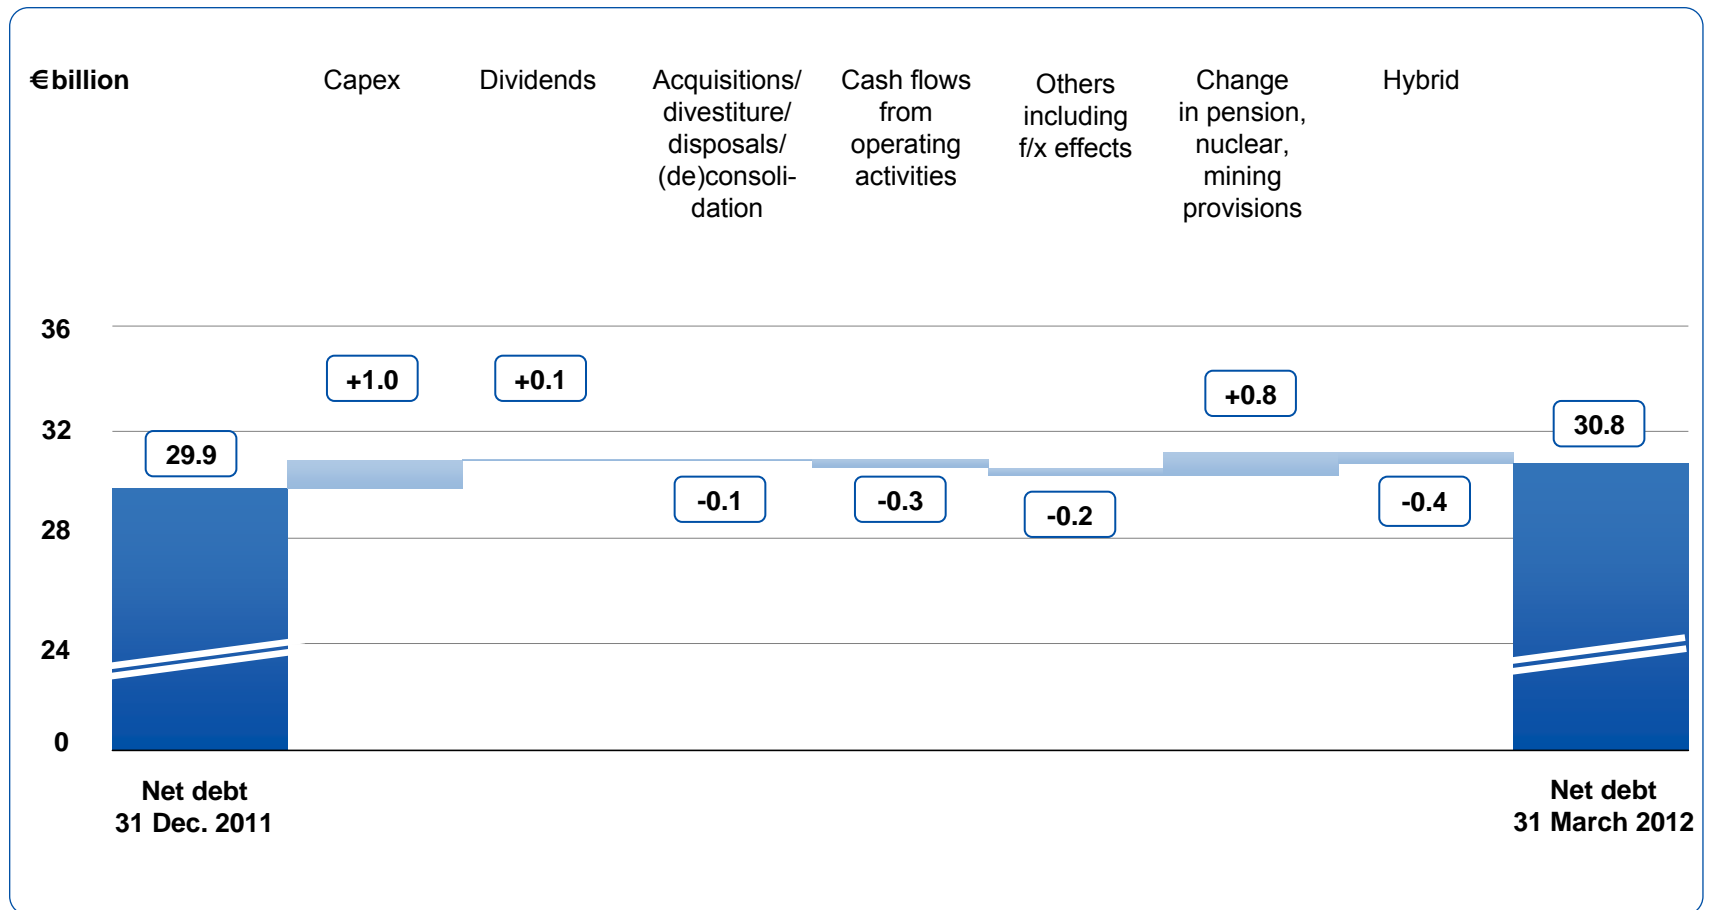 €billion
Capex
Dividends
Acquisitions/
divestiture/
disposals/
(de)consoli-
dation
Cash flows
from
operating
activities
Others
including
f/x effects
Change
in pension,
nuclear,
mining
provisions
Hybrid
36
+1.0
+0.1
+0.8
32
29.9
30.8
-0.1
-0.3
-0.2
-0.4
28
24
0
Net debt
31 Dec. 2011
Net debt
31 March 2012